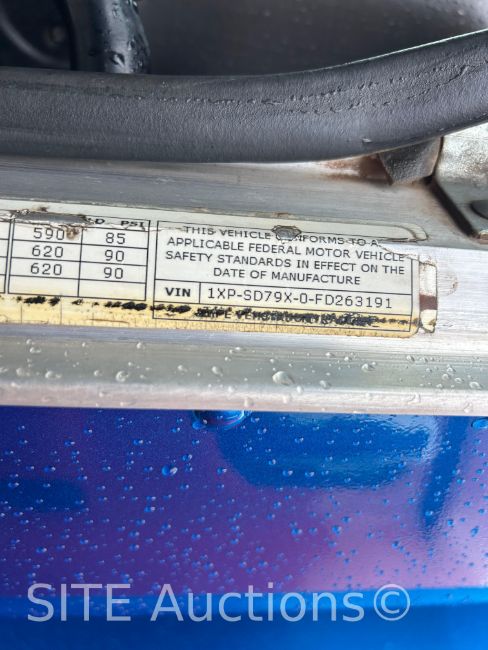 PSI
590 85
620 90
620 90
THIS VEHICLE CONFORMS TO
APPLICABLE FEDERAL MOTOR VEHICLE
SAFETY STANDARDS IN EFFECT ON THE
DATE OF MANUFACTURE
VIN 1XP-SD79X-0-FD263191
SITE Auctions©